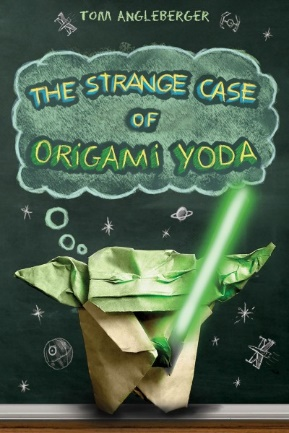 TOM ANGLEBERGER
THE STRANGE CASE
OF
ORIGAMI YODA